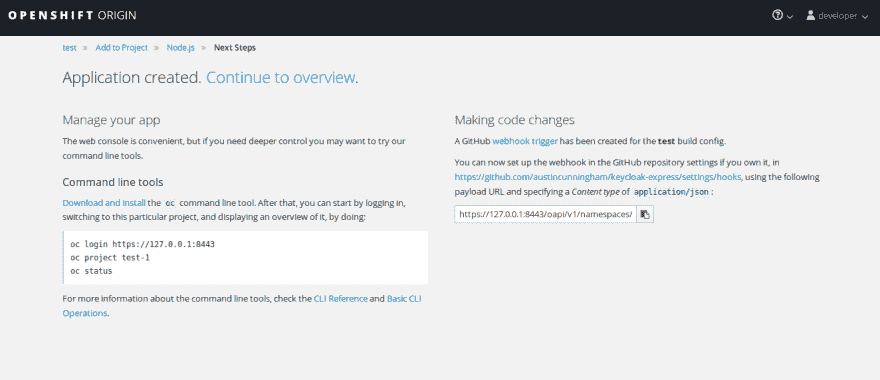 OPENSHIFT ORIGIN
developer
test » Add to Project » Node.js » Next Steps
Application created. Continue to overview.
Manage your app
The web console is convenient, but if you need deeper control you may want to try our
command line tools.
Command line tools
Download and install the oc command line tool. After that, you can start by logging in,
switching to this particular project, and displaying an overview of it, by doing:
oc login https://127.0.0.1:8443
oc project test-1
oc status
For more information about the command line tools, check the CLI Reference and Basic CLI
Operations.
Making code changes
A GitHub webhook trigger has been created for the test build config.
You can now set up the webhook in the GitHub repository settings if you own it, in
https://github.com/austincunningham/keycloak-express/settings/hooks, using the following
payload URL and specifying a Content type of application/json :
https://127.0.0.1:8443/oapi/v1/namespaces/